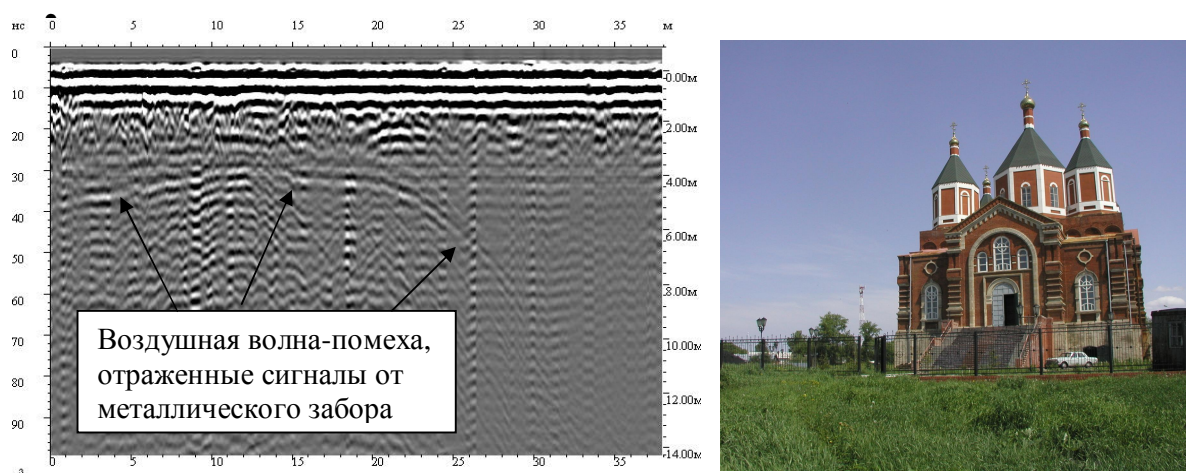 нс 0 5 10 15 20 25 30 35 м
0
10
20
30
40
50
60
70
80
90
0.00м
2.00м
4.00м
6.00м
8.00м
10.00м
12.00м
14.00м
Воздушная волна-помеха,
отраженные сигналы от
металлического забора
0 5 10 15 20 25 30 35